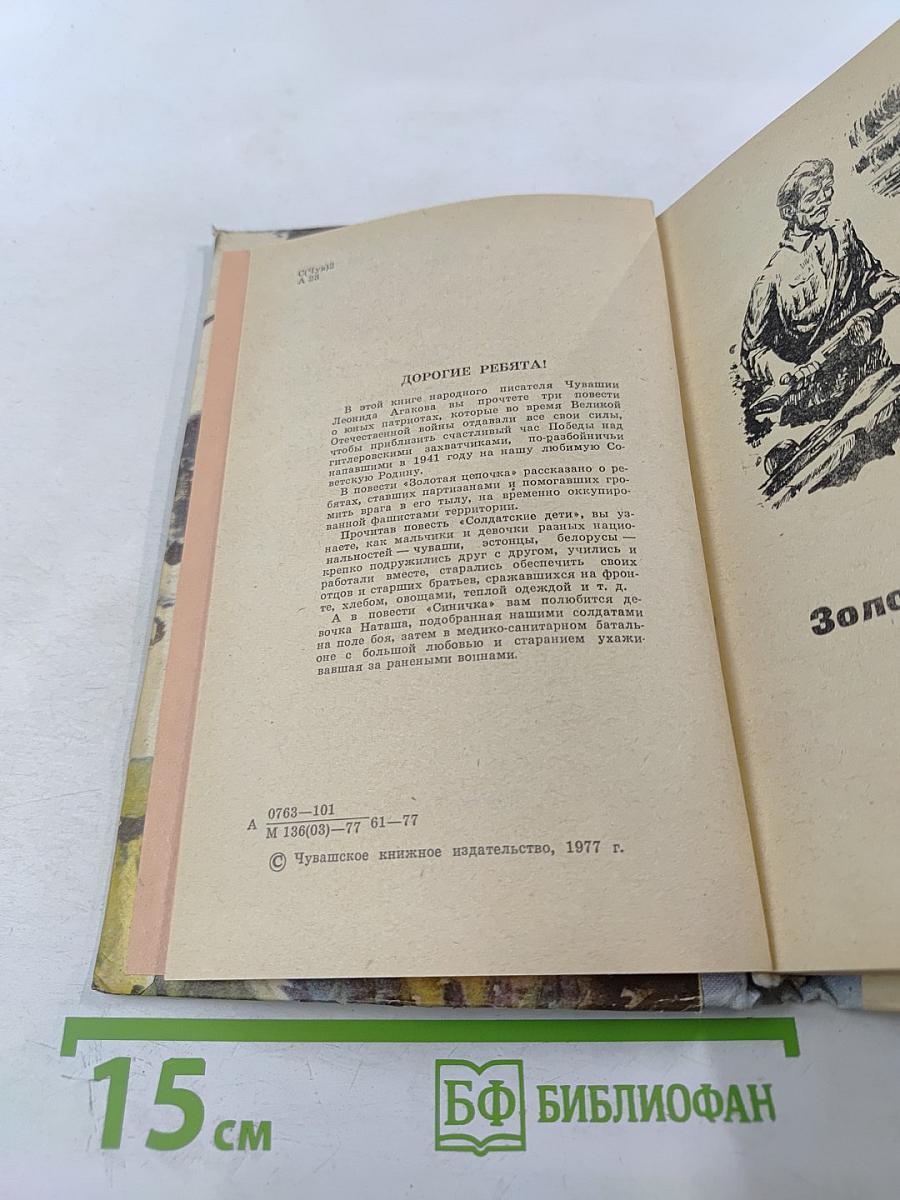 С(Чув)2
А 23
ДОРОГИЕ РЕБЯТА!
В этой книге народного писателя Чувашии
Леонида Агакова вы прочтете три повести
о юных патриотах, которые во время Великой
Отечественной войны отдавали все свои силы,
чтобы приблизить счастливый час Победы над
гитлеровскими захватчиками, по-разбойничьи
напавшими в 1941 году на нашу любимую Со-
ветскую Родину.
В повести «Золотая цепочка» рассказано о ре-
бятах, ставших партизанами и помогавших гро-
мить врага в его тылу, на временно оккупиро-
ванной фашистами территории.
Прочитав повесть «Солдатские дети», вы уз-
наете, как мальчики и девочки разных нацио-
нальностей — чуваши, эстонцы, белорусы —
крепко подружились друг с другом, учились и
работали вместе, старались обеспечить своих
отцов и старших братьев, сражавшихся на фрон-
те, хлебом, овощами, теплой одеждой и т. д.
А в повести «Синичка» вам полюбится де-
вочка Наташа, подобранная нашими солдатами
на поле боя, затем в медико-санитарном баталь-
оне с большой любовью и старанием ухажи-
вавшая за ранеными воинами.
А 0763—101
М 136(03)—77 61—77
© Чувашское книжное издательство, 1977 г.
Золо
15 см
БФ БИБЛИОФАН